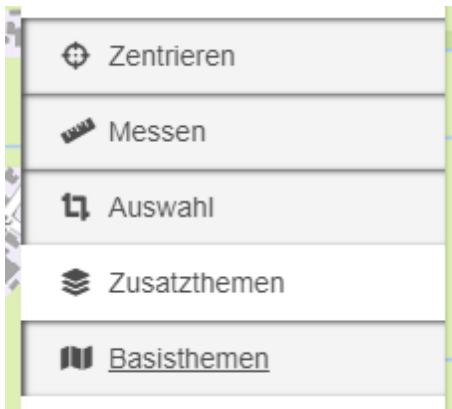 Zentrieren
Messen
Auswahl
Zusatzthemen
Basisthemen